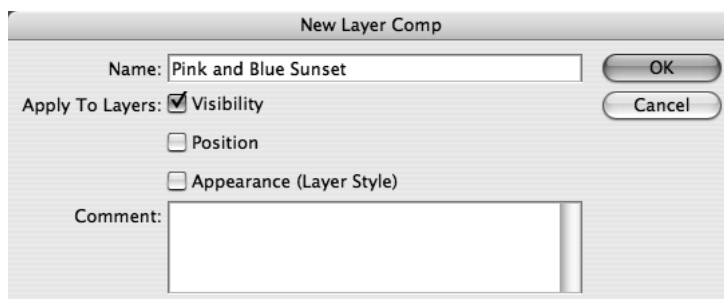 New Layer Comp
Name: Pink and Blue Sunset
OK
Apply To Layers: Visibility
Cancel
Position
Appearance (Layer Style)
Comment: